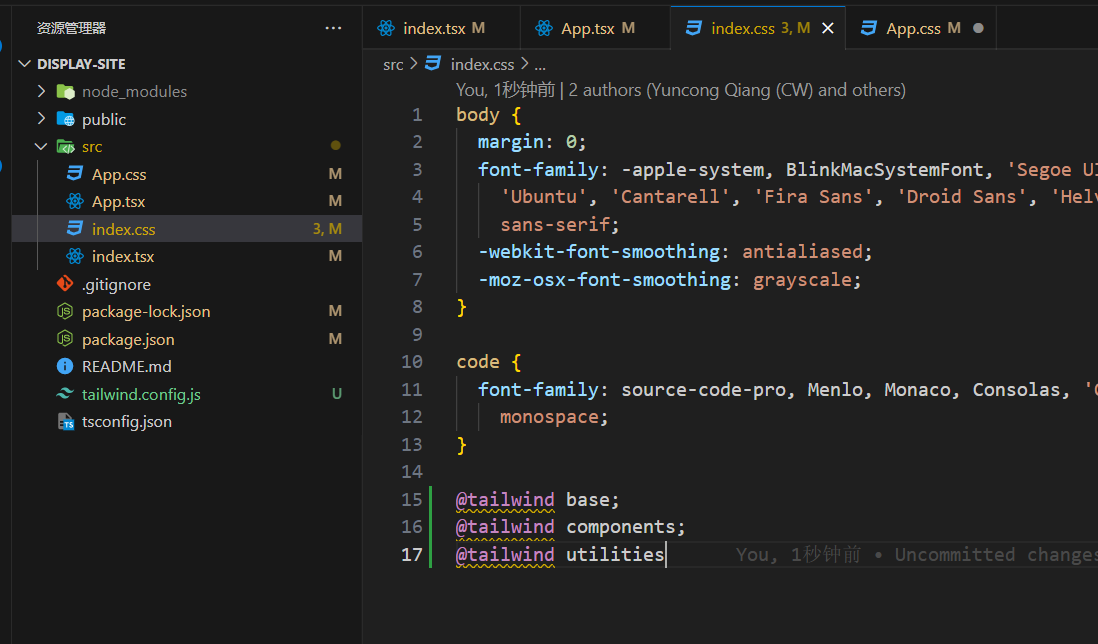 资源管理器 ...
DISPLAY-SITE
node_modules
public
src
App.css M
App.tsx M
index.css 3, M
index.tsx M
.gitignore
package-lock.json M
package.json M
README.md
tailwind.config.js U
tsconfig.json
index.tsx M App.tsx M index.css 3, M App.css M
src > index.css > ...
You, 1秒钟前 | 2 authors (Yuncong Qiang (CW) and others)
1 body {
2 margin: 0;
3 font-family: -apple-system, BlinkMacSystemFont, 'Segoe UI
4 'Ubuntu', 'Cantarell', 'Fira Sans', 'Droid Sans', 'Helv
5 sans-serif;
6 -webkit-font-smoothing: antialiased;
7 -moz-osx-font-smoothing: grayscale;
8 }
9
10 code {
11 font-family: source-code-pro, Menlo, Monaco, Consolas, '
12 monospace;
13 }
14
15 @tailwind base;
16 @tailwind components;
17 @tailwind utilities You, 1秒钟前 • Uncommitted changes